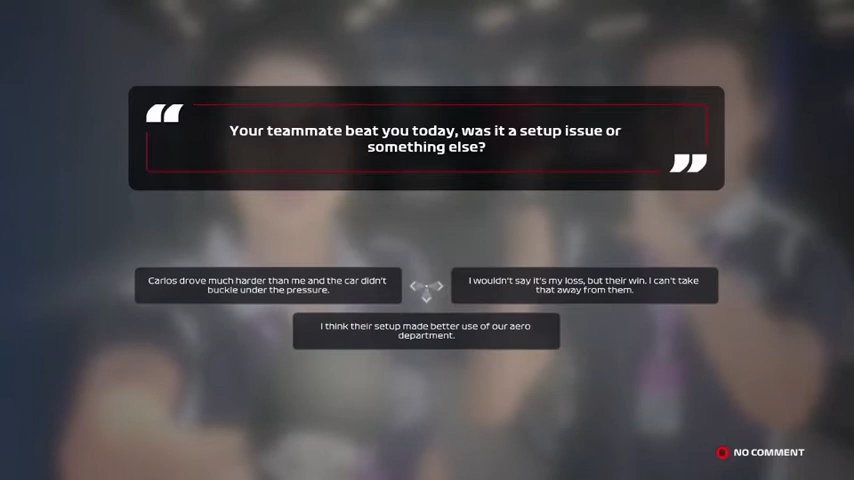 Your teammate beat you today, was it a setup issue or
something else?
Carlos drove much harder than me and the car didn't
buckle under the pressure.
I wouldn't say it's my loss, but their win. I can't take
that away from them.
I think their setup made better use of our aero
department.
NO COMMENT